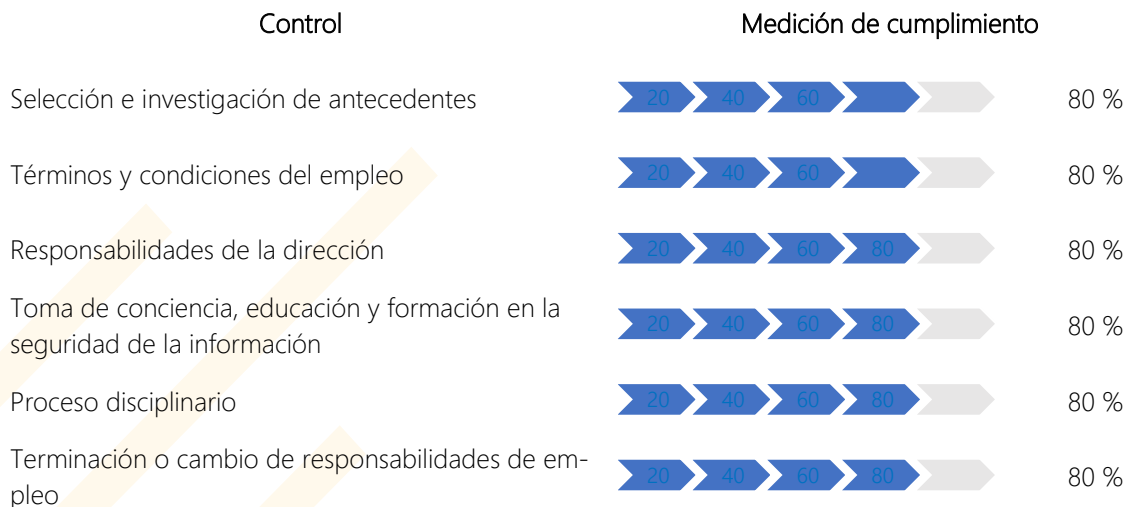 Control Medición de cumplimiento
Selección e investigación de antecedentes 20 40 60 80 %
Términos y condiciones del empleo 20 40 60 80 %
Responsabilidades de la dirección 20 40 60 80 80 %
Toma de conciencia, educación y formación en la
seguridad de la información 20 40 60 80 80 %
Proceso disciplinario 20 40 60 80 80 %
Terminación o cambio de responsabilidades de em-
pleo 20 40 60 80 80 %